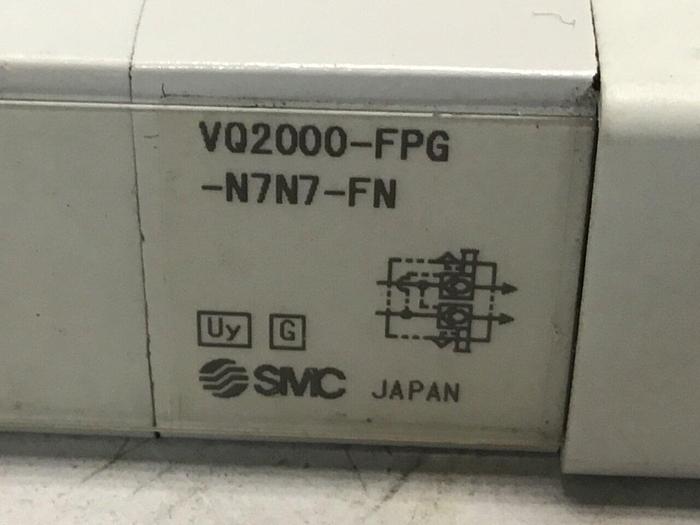 VQ2000-FPG
-N7N7-FN
Uy G
SMC JAPAN